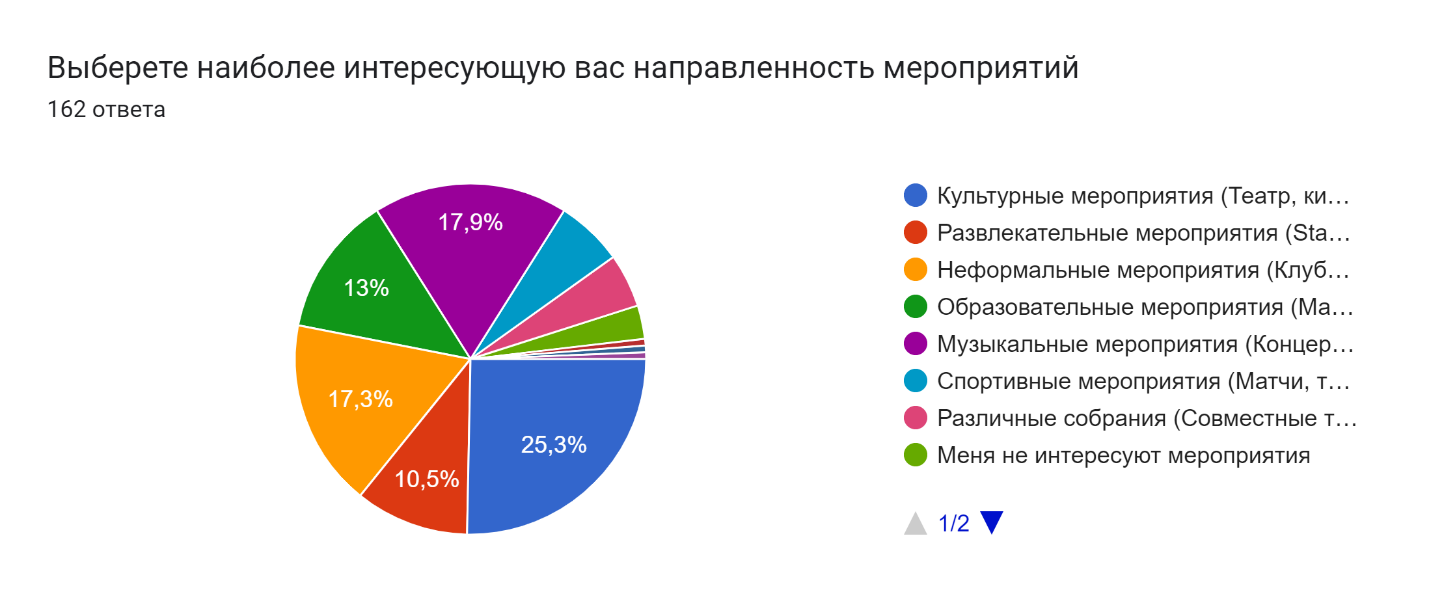 Выберете наиболее интересующую вас направленность мероприятий
162 ответа
17,9%
13%
17,3%
10,5%
25,3%
Культурные мероприятия (Театр, ки…
Развлекательные мероприятия (Sta…
Неформальные мероприятия (Клуб…
Образовательные мероприятия (Ма…
Музыкальные мероприятия (Концер…
Спортивные мероприятия (Матчи, т…
Различные собрания (Совместные т…
Меня не интересуют мероприятия
1/2